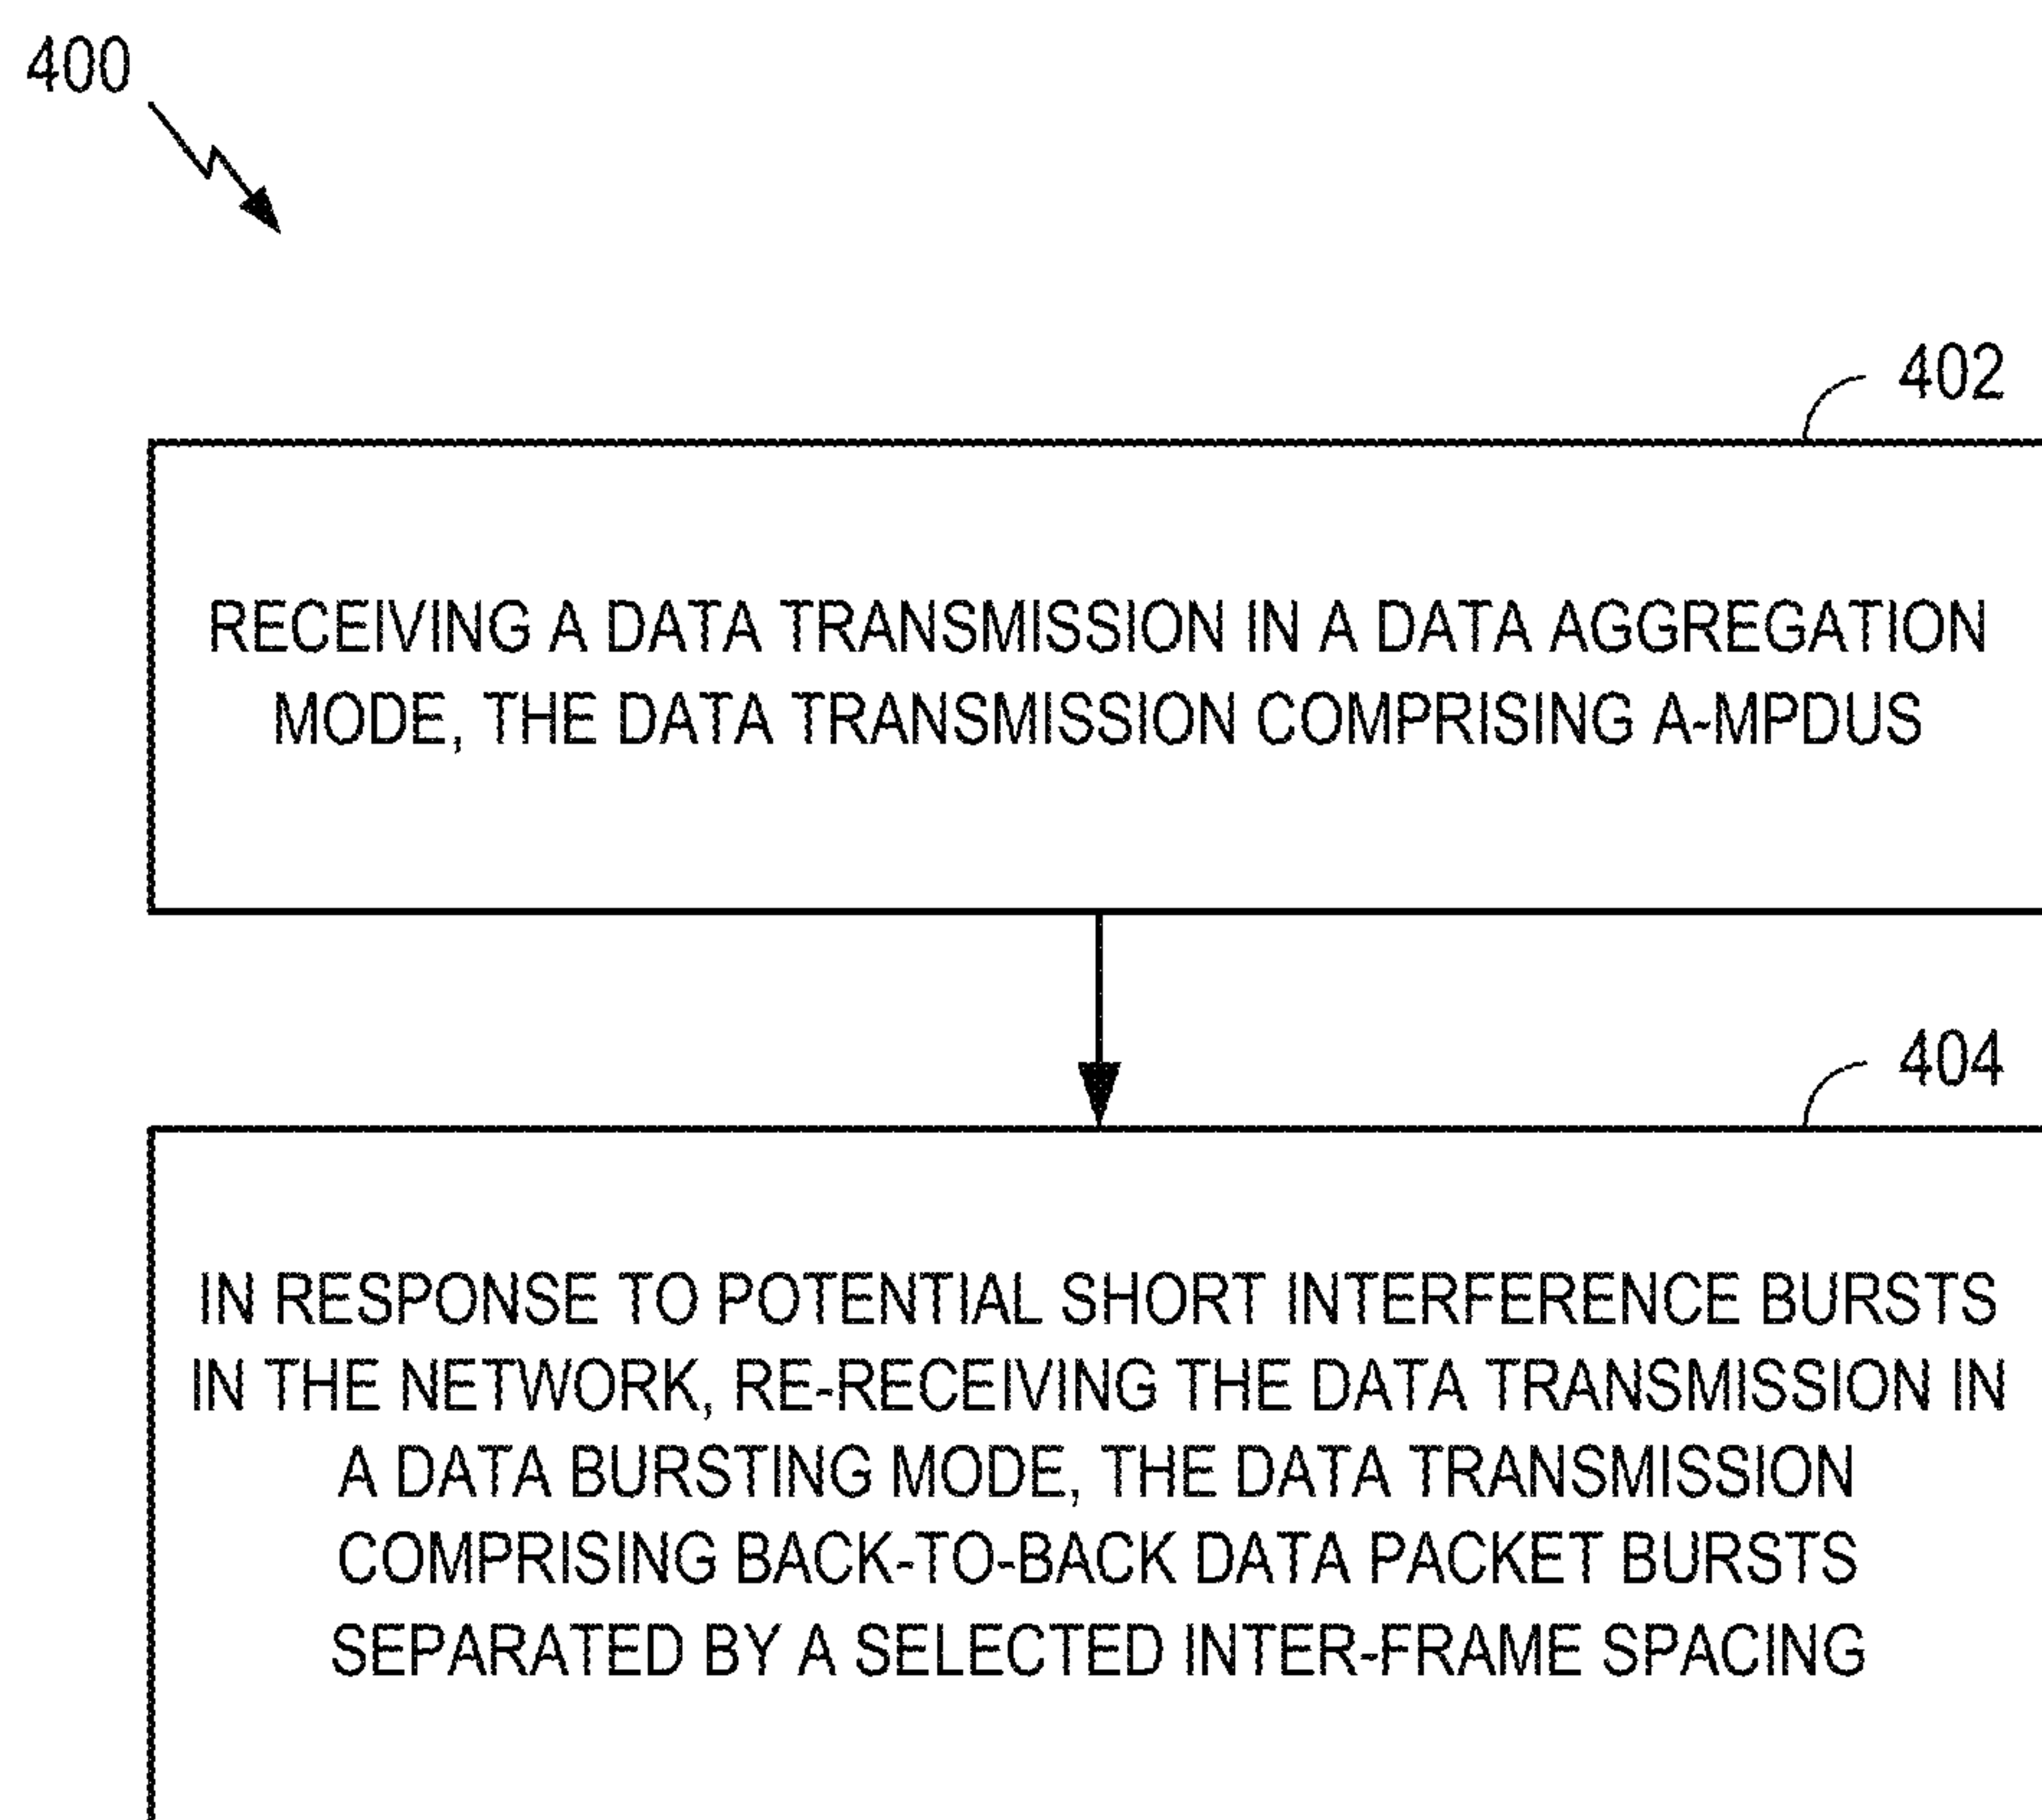 400
402
RECEIVING A DATA TRANSMISSION IN A DATA AGGREGATION
MODE, THE DATA TRANSMISSION COMPRISING A-MPDUS
404
IN RESPONSE TO POTENTIAL SHORT INTERFERENCE BURSTS
IN THE NETWORK, RE-RECEIVING THE DATA TRANSMISSION IN
A DATA BURSTING MODE, THE DATA TRANSMISSION
COMPRISING BACK-TO-BACK DATA PACKET BURSTS
SEPARATED BY A SELECTED INTER-FRAME SPACING